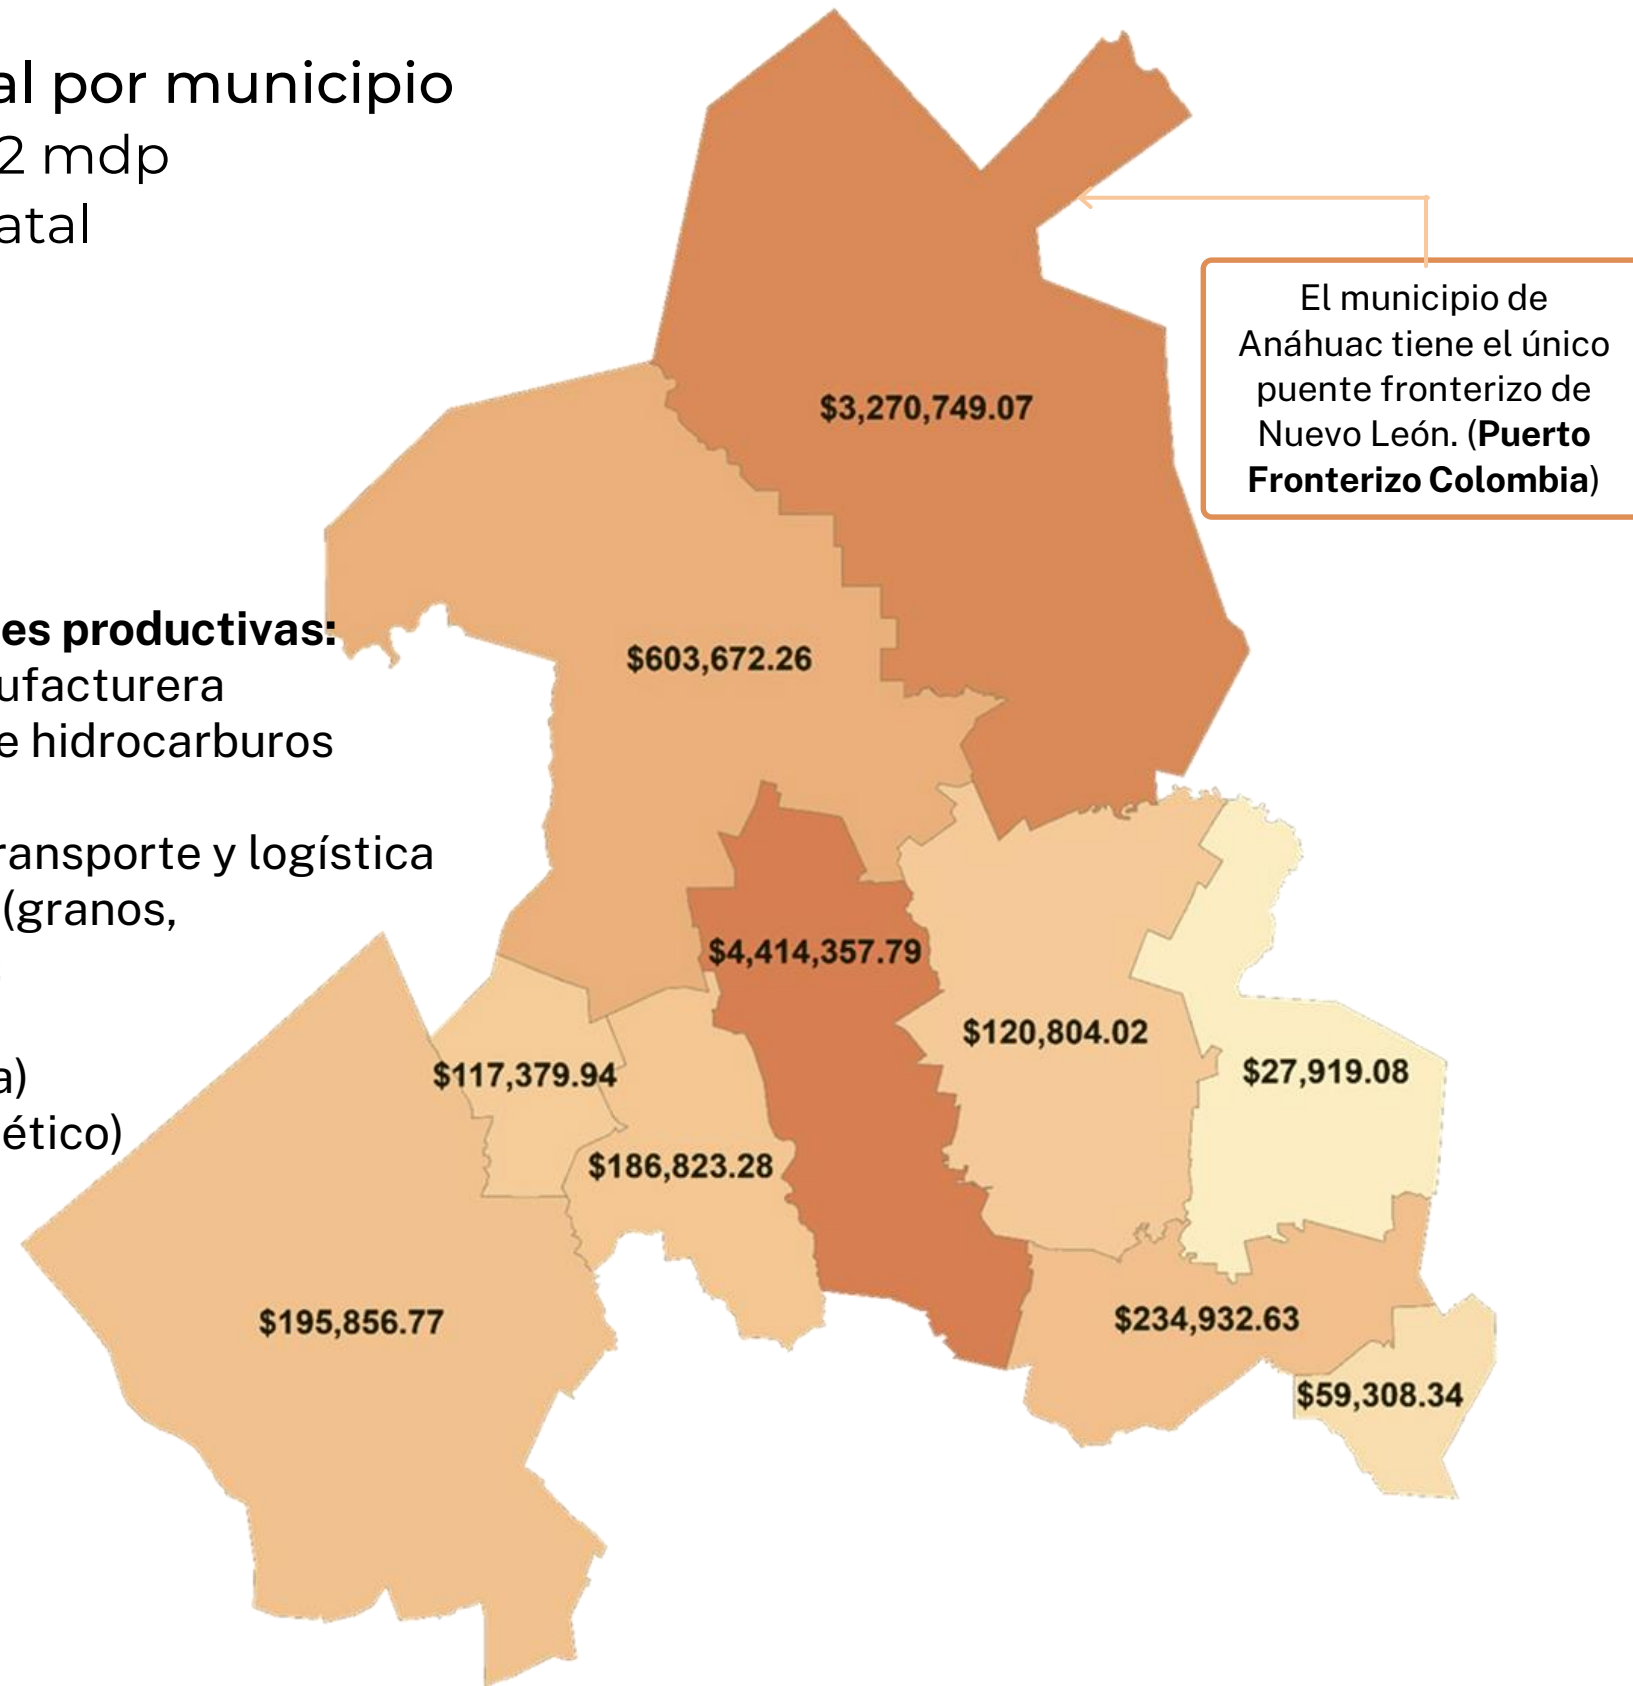 al por municipio
2 mdp
atal
El municipio de
Anáhuac tiene el único
puente fronterizo de
Nuevo León. (Puerto
Fronterizo Colombia)
$3,270,749.07
es productivas:
ufacturera
e hidrocarburos
ransporte y logística
(granos,
a)
ético)
$603,672.26
$4,414,357.79
$120,804.02
$27,919.08
$117,379.94
$186,823.28
$195,856.77
$234,932.63
$59,308.34